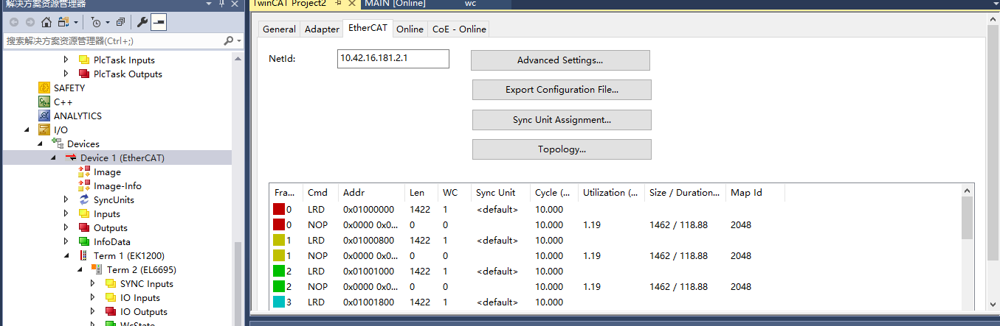 解决方案资源管理器
搜索解决方案资源管理器(Ctrl+;)
PlcTask Inputs
PlcTask Outputs
SAFETY
C++
ANALYTICS
I/O
Devices
Device 1 (EtherCAT)
Image
Image-Info
SyncUnits
Inputs
Outputs
InfoData
Term 1 (EK1200)
Term 2 (EL6695)
SYNC Inputs
IO Inputs
IO Outputs
WcState
TwinCAT Project2 MAIN [Online] wc
General Adapter EtherCAT Online CoE - Online
NetId: 10.42.16.181.2.1 Advanced Settings...
Export Configuration File...
Sync Unit Assignment...
Topology...
Fra... Cmd Addr Len WC Sync Unit Cycle (... Utilization (... Size / Duration... Map Id
0 LRD 0x01000000 1422 1 <default> 10.000
0 NOP 0x0000 0x0... 0 0 10.000 1.19 1462 / 118.88 2048
1 LRD 0x01000800 1422 1 <default> 10.000
1 NOP 0x0000 0x0... 0 0 10.000 1.19 1462 / 118.88 2048
2 LRD 0x01001000 1422 1 <default> 10.000
2 NOP 0x0000 0x0... 0 0 10.000 1.19 1462 / 118.88 2048
3 LRD 0x01001800 1422 1 <default> 10.000